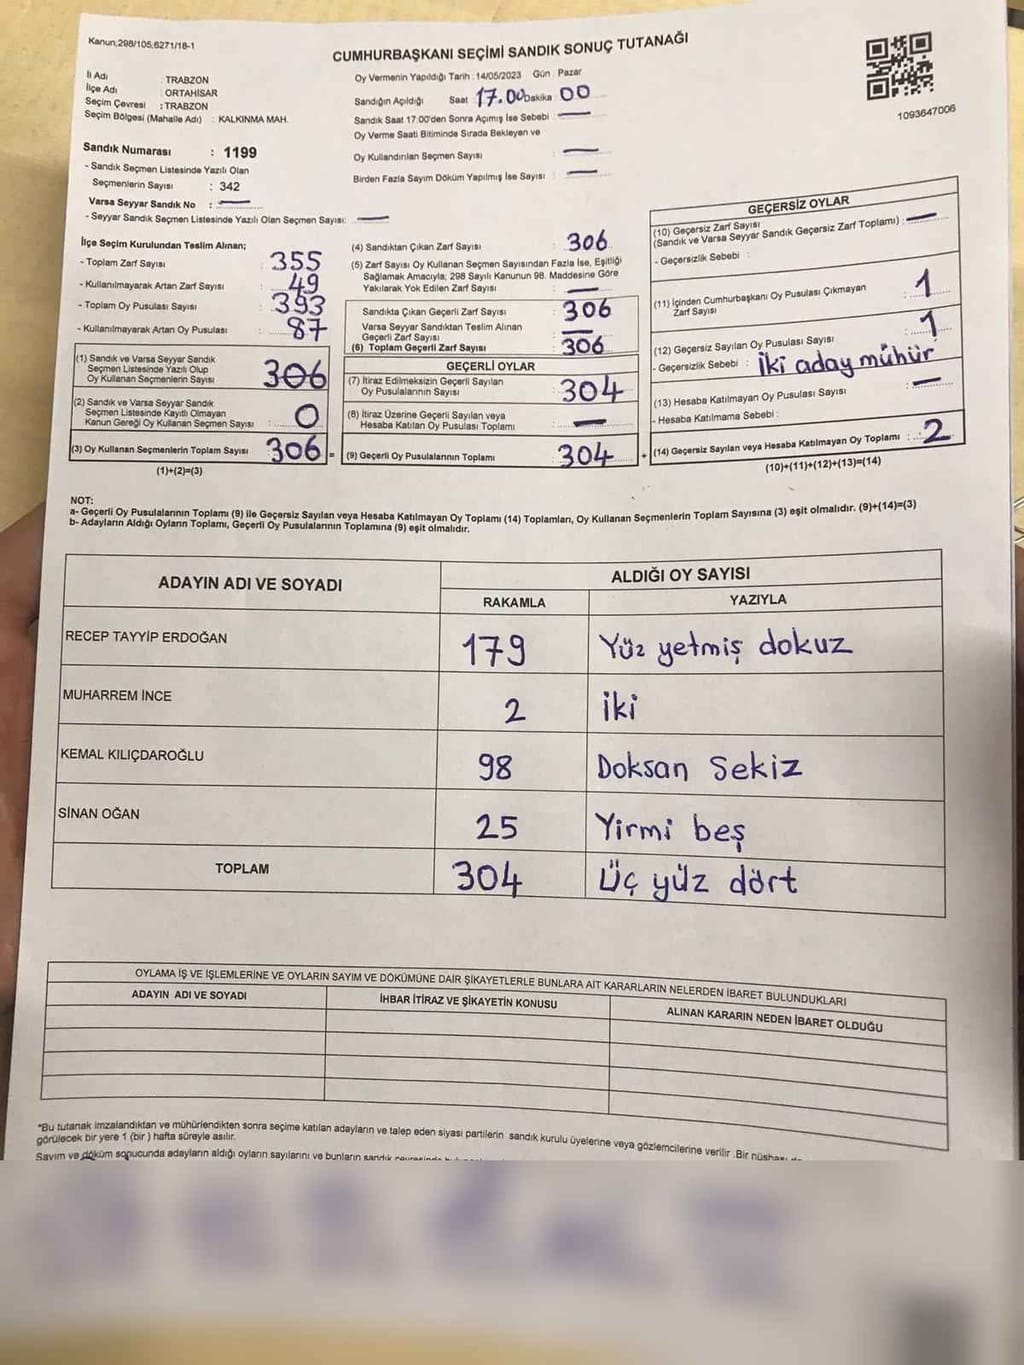 Kanun;298/105;6271/18-1
CUMHURBAŞKANI SEÇİMİ SANDIK SONUÇ TUTANAĞI
İl Adı : TRABZON
İlçe Adı : ORTAHİSAR
Seçim Çevresi : TRABZON
Seçim Bölgesi (Mahalle Adı) : KALKINMA MAH.
Sandık Numarası : 1199
- Sandık Seçmen Listesinde Yazılı Olan
Seçmenlerin Sayısı : 342
Varsa Seyyar Sandık No : —
- Seyyar Sandık Seçmen Listesinde Yazılı Olan Seçmen Sayısı: —
Oy Vermenin Yapıldığı Tarih : 14/05/2023 Gün Pazar
Sandığın Açıldığı Saat 17.00 Dakika 00
Sandık Saat 17:00'den Sonra Açımış İse Sebebi : —
Oy Verme Saati Bitiminde Sırada Bekleyen ve
Oy Kullandırılan Seçmen Sayısı : —
Birden Fazla Sayım Döküm Yapılmış İse Sayısı : —
1093647006
İlçe Seçim Kurulundan Teslim Alınan;
- Toplam Zarf Sayısı : 355
- Kullanılmayarak Artan Zarf Sayısı : 49
- Toplam Oy Pusulası Sayısı : 393
- Kullanılmayarak Artan Oy Pusulası : 87
(1) Sandık ve Varsa Seyyar Sandık
Seçmen Listesinde Yazılı Olup
Oy Kullanan Seçmenlerin Sayısı 306
(2) Sandık ve Varsa Seyyar Sandık
Seçmen Listesinde Kayıtlı Olmayan
Kanun Gereği Oy Kullanan Seçmen Sayısı : 0
(3) Oy Kullanan Seçmenlerin Toplam Sayısı : 306 =
(1)+(2)=(3)
(4) Sandıktan Çıkan Zarf Sayısı : 306
(5) Zarf Sayısı Oy Kullanan Seçmen Sayısından Fazla İse, Eşitliği
Sağlamak Amacıyla; 298 Sayılı Kanunun 98. Maddesine Göre
Yakılarak Yok Edilen Zarf Sayısı : —
Sandıkta Çıkan Geçerli Zarf Sayısı : 306
Varsa Seyyar Sandıktan Teslim Alınan
Geçerli Zarf Sayısı : —
(6) Toplam Geçerli Zarf Sayısı : 306
GEÇERLİ OYLAR
(7) İtiraz Edilmeksizin Geçerli Sayılan
Oy Pusulalarının Sayısı : 304
(8) İtiraz Üzerine Geçerli Sayılan veya
Hesaba Katılan Oy Pusulası Toplamı : —
(9) Geçerli Oy Pusulalarının Toplamı : 304 +
GEÇERSİZ OYLAR
(10) Geçersiz Zarf Sayısı
(Sandık ve Varsa Seyyar Sandık Geçersiz Zarf Toplamı) : —
- Geçersizlik Sebebi :
(11) İçinden Cumhurbaşkanı Oy Pusulası Çıkmayan
Zarf Sayısı : 1
(12) Geçersiz Sayılan Oy Pusulası Sayısı : 1
- Geçersizlik Sebebi : İki aday mühür
(13) Hesaba Katılmayan Oy Pusulası Sayısı : —
- Hesaba Katılmama Sebebi :
(14) Geçersiz Sayılan veya Hesaba Katılmayan Oy Toplamı : 2
(10)+(11)+(12)+(13)=(14)
NOT:
a- Geçerli Oy Pusulalarının Toplamı (9) ile Geçersiz Sayılan veya Hesaba Katılmayan Oy Toplamı (14) Toplamları, Oy Kullanan Seçmenlerin Toplam Sayısına (3) eşit olmalıdır. (9)+(14)=(3)
b- Adayların Aldığı Oyların Toplamı, Geçerli Oy Pusulalarının Toplamına (9) eşit olmalıdır.
ADAYIN ADI VE SOYADI ALDIĞI OY SAYISI
RAKAMLA YAZIYLA
RECEP TAYYİP ERDOĞAN 179 Yüz yetmiş dokuz
MUHARREM İNCE 2 İki
KEMAL KILIÇDAROĞLU 98 Doksan Sekiz
SİNAN OĞAN 25 Yirmi beş
TOPLAM 304 Üç yüz dört
OYLAMA İŞ VE İŞLEMLERİNE VE OYLARIN SAYIM VE DÖKÜMÜNE DAİR ŞİKAYETLERLE BUNLARA AİT KARARLARIN NELERDEN İBARET BULUNDUKLARI
ADAYIN ADI VE SOYADI İHBAR İTİRAZ VE ŞİKAYETİN KONUSU ALINAN KARARIN NEDEN İBARET OLDUĞU
*Bu tutanak imzalandıktan ve mühürlendikten sonra seçime katılan adayların ve talep eden siyasi partilerin sandık kurulu üyelerine veya gözlemcilerine verilir .Bir nüshası
görülecek bir yere 1 (bir ) hafta süreyle asılır.
Sayım ve döküm sonucunda adayların aldığı oyların sayılarını ve bunların sandık